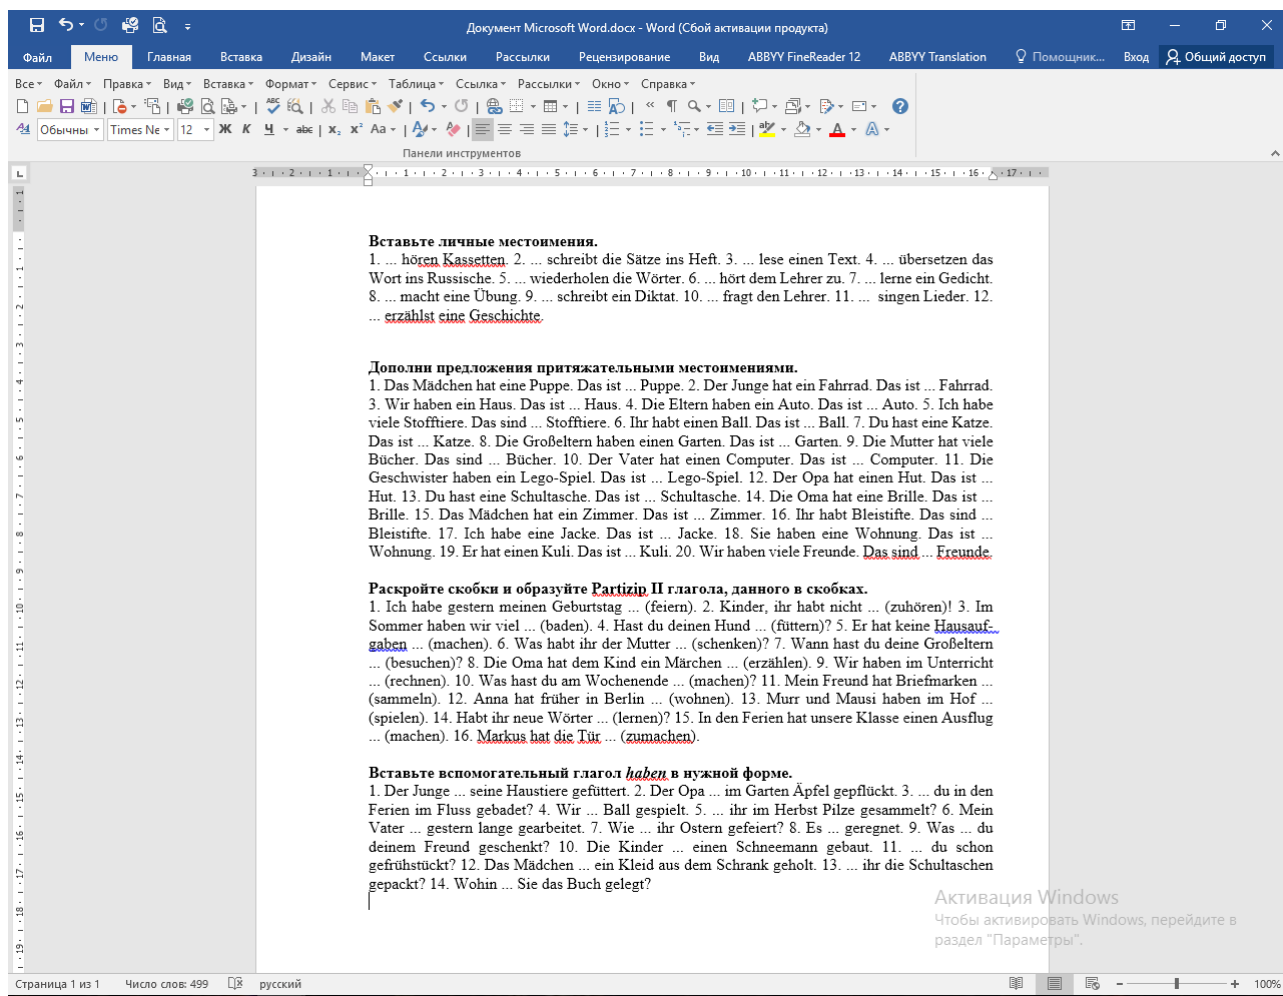 Документ Microsoft Word.docx - Word (Сбой активации продукта)
Файл Меню Главная Вставка Дизайн Макет Ссылки Рассылки Рецензирование Вид ABBYY FineReader 12 ABBYY Translation Помощник... Вход Общий доступ
Все Файл Правка Вид Вставка Формат Сервис Таблица Ссылка Рассылки Окно Справка
Обычны Times Ne 12 Ж К Ч abc x₂ x² Aa
Панели инструментов
3 2 1 1 2 3 4 5 6 7 8 9 10 11 12 13 14 15 16 17
Вставьте личные местоимения.
1. ... hören Kassetten. 2. ... schreibt die Sätze ins Heft. 3. ... lese einen Text. 4. ... übersetzen das
Wort ins Russische. 5. ... wiederholen die Wörter. 6. ... hört dem Lehrer zu. 7. ... lerne ein Gedicht.
8. ... macht eine Übung. 9. ... schreibt ein Diktat. 10. ... fragt den Lehrer. 11. ... singen Lieder. 12.
... erzählst eine Geschichte.
Дополни предложения притяжательными местоимениями.
1. Das Mädchen hat eine Puppe. Das ist ... Puppe. 2. Der Junge hat ein Fahrrad. Das ist ... Fahrrad.
3. Wir haben ein Haus. Das ist ... Haus. 4. Die Eltern haben ein Auto. Das ist ... Auto. 5. Ich habe
viele Stofftiere. Das sind ... Stofftiere. 6. Ihr habt einen Ball. Das ist ... Ball. 7. Du hast eine Katze.
Das ist ... Katze. 8. Die Großeltern haben einen Garten. Das ist ... Garten. 9. Die Mutter hat viele
Bücher. Das sind ... Bücher. 10. Der Vater hat einen Computer. Das ist ... Computer. 11. Die
Geschwister haben ein Lego-Spiel. Das ist ... Lego-Spiel. 12. Der Opa hat einen Hut. Das ist ...
Hut. 13. Du hast eine Schultasche. Das ist ... Schultasche. 14. Die Oma hat eine Brille. Das ist ...
Brille. 15. Das Mädchen hat ein Zimmer. Das ist ... Zimmer. 16. Ihr habt Bleistifte. Das sind ...
Bleistifte. 17. Ich habe eine Jacke. Das ist ... Jacke. 18. Sie haben eine Wohnung. Das ist ...
Wohnung. 19. Er hat einen Kuli. Das ist ... Kuli. 20. Wir haben viele Freunde. Das sind ... Freunde.
Раскройте скобки и образуйте Partizip II глагола, данного в скобках.
1. Ich habe gestern meinen Geburtstag ... (feiern). 2. Kinder, ihr habt nicht ... (zuhören)! 3. Im
Sommer haben wir viel ... (baden). 4. Hast du deinen Hund ... (füttern)? 5. Er hat keine Hausauf-
gaben ... (machen). 6. Was habt ihr der Mutter ... (schenken)? 7. Wann hast du deine Großeltern
... (besuchen)? 8. Die Oma hat dem Kind ein Märchen ... (erzählen). 9. Wir haben im Unterricht
... (rechnen). 10. Was hast du am Wochenende ... (machen)? 11. Mein Freund hat Briefmarken ...
(sammeln). 12. Anna hat früher in Berlin ... (wohnen). 13. Murr und Mausi haben im Hof ...
(spielen). 14. Habt ihr neue Wörter ... (lernen)? 15. In den Ferien hat unsere Klasse einen Ausflug
... (machen). 16. Markus hat die Tür ... (zumachen).
Вставьте вспомогательный глагол haben в нужной форме.
1. Der Junge ... seine Haustiere gefüttert. 2. Der Opa ... im Garten Äpfel gepflückt. 3. ... du in den
Ferien im Fluss gebadet? 4. Wir ... Ball gespielt. 5. ... ihr im Herbst Pilze gesammelt? 6. Mein
Vater ... gestern lange gearbeitet. 7. Wie ... ihr Ostern gefeiert? 8. Es ... geregnet. 9. Was ... du
deinem Freund geschenkt? 10. Die Kinder ... einen Schneemann gebaut. 11. ... du schon
gefrühstückt? 12. Das Mädchen ... ein Kleid aus dem Schrank geholt. 13. ... ihr die Schultaschen
gepackt? 14. Wohin ... Sie das Buch gelegt?
Активация Windows
Чтобы активировать Windows, перейдите в
раздел "Параметры".
Страница 1 из 1 Число слов: 499 русский 100%